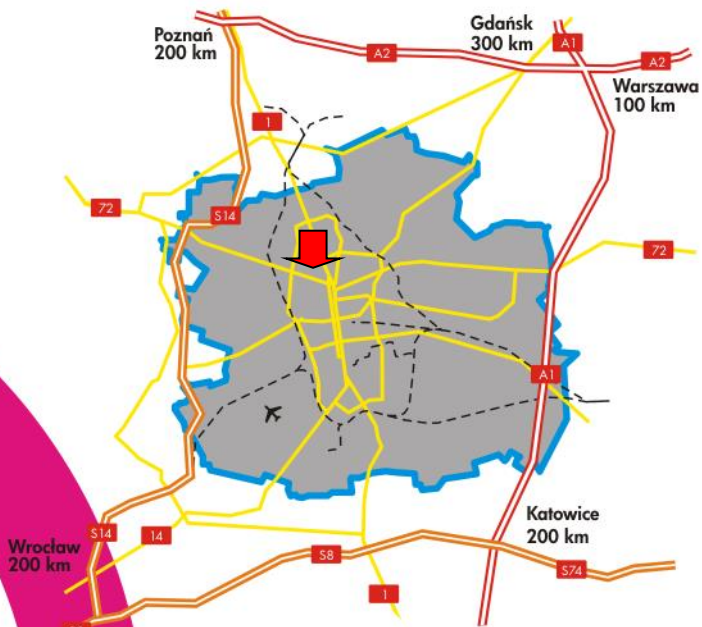 Poznań
200 km
Gdańsk
300 km
A1
A2
A2
Warszawa
100 km
1
72
S14
72
A1
Katowice
200 km
S14
14
Wrocław
200 km
S8
S74
1